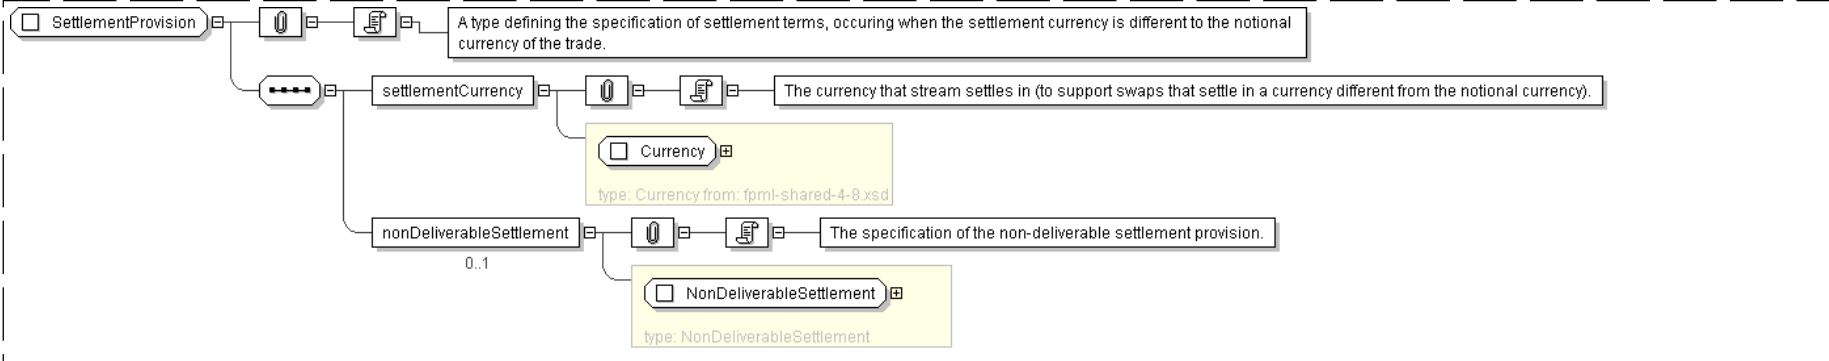 SettlementProvision
A type defining the specification of settlement terms, occuring when the settlement currency is different to the notional
currency of the trade.
settlementCurrency
The currency that stream settles in (to support swaps that settle in a currency different from the notional currency).
Currency
type: Currency from: fpml-shared-4-8.xsd
nonDeliverableSettlement
The specification of the non-deliverable settlement provision.
0..1
NonDeliverableSettlement
type: NonDeliverableSettlement